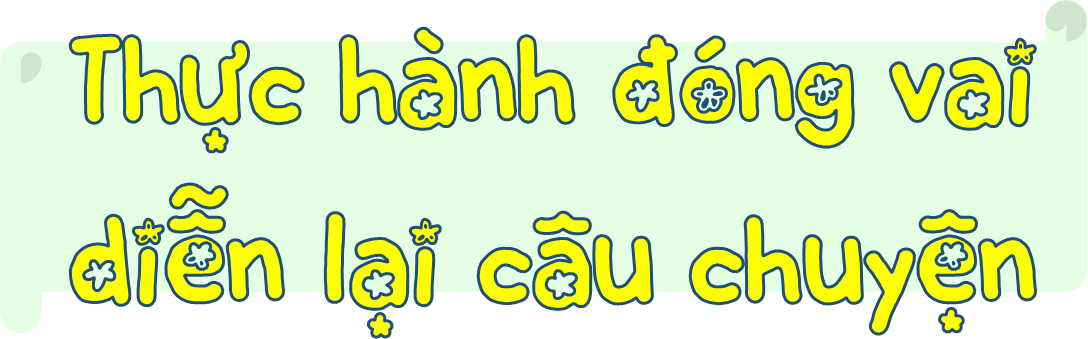 Thực hành đóng vai
diễn lại câu chuyện